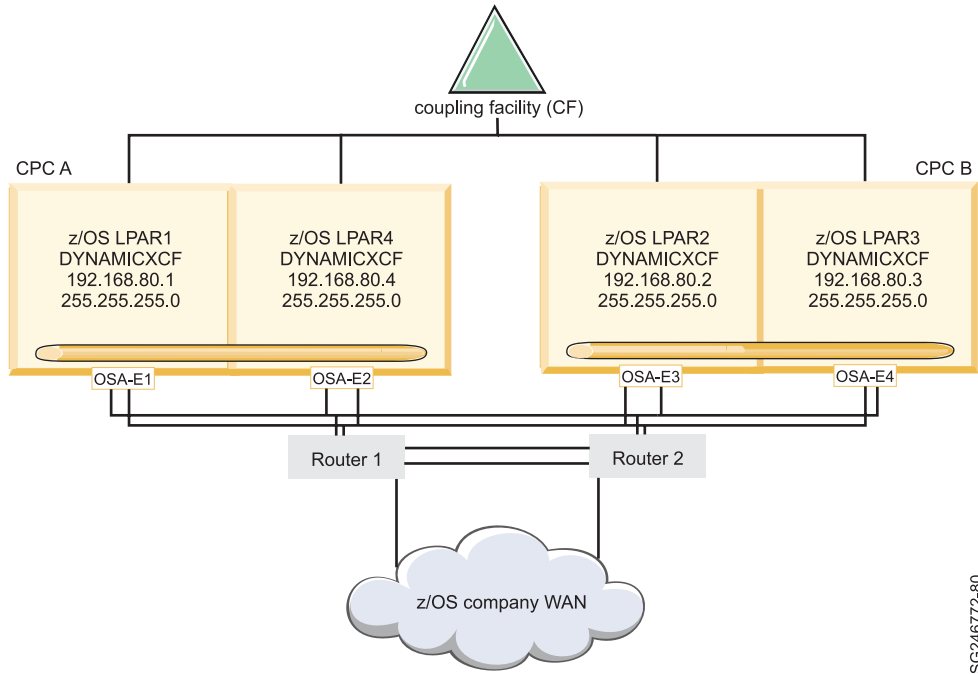 coupling facility (CF)
CPC A
CPC B
z/OS LPAR1
DYNAMICXCF
192.168.80.1
255.255.255.0
z/OS LPAR4
DYNAMICXCF
192.168.80.4
255.255.255.0
z/OS LPAR2
DYNAMICXCF
192.168.80.2
255.255.255.0
z/OS LPAR3
DYNAMICXCF
192.168.80.3
255.255.255.0
OSA-E1
OSA-E2
OSA-E3
OSA-E4
Router 1
Router 2
z/OS company WAN
SG246772-80